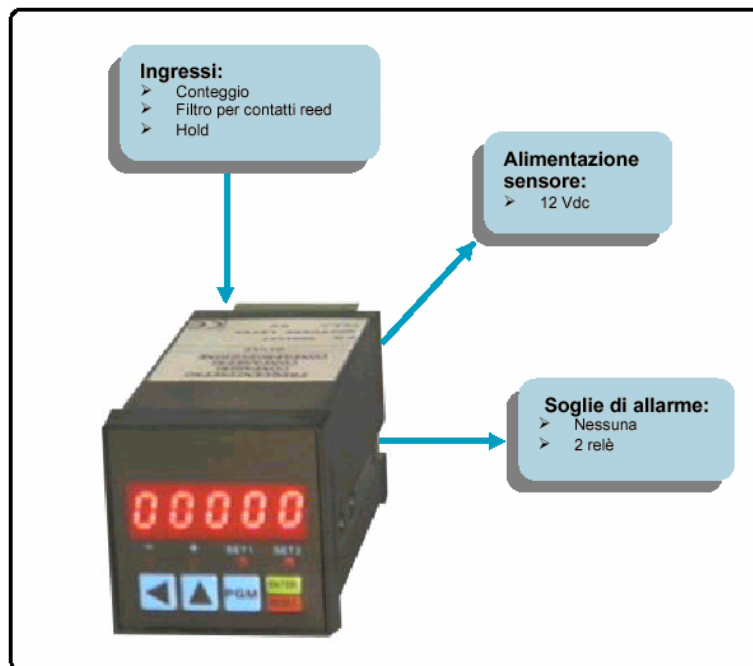 Ingressi:
➢ Conteggio
➢ Filtro per contatti reed
➢ Hold
Alimentazione
sensore:
➢ 12 Vdc
Soglie di allarme:
➢ Nessuna
➢ 2 relè
00000
- + SET1 SET2
PGM
ENTER
RESET